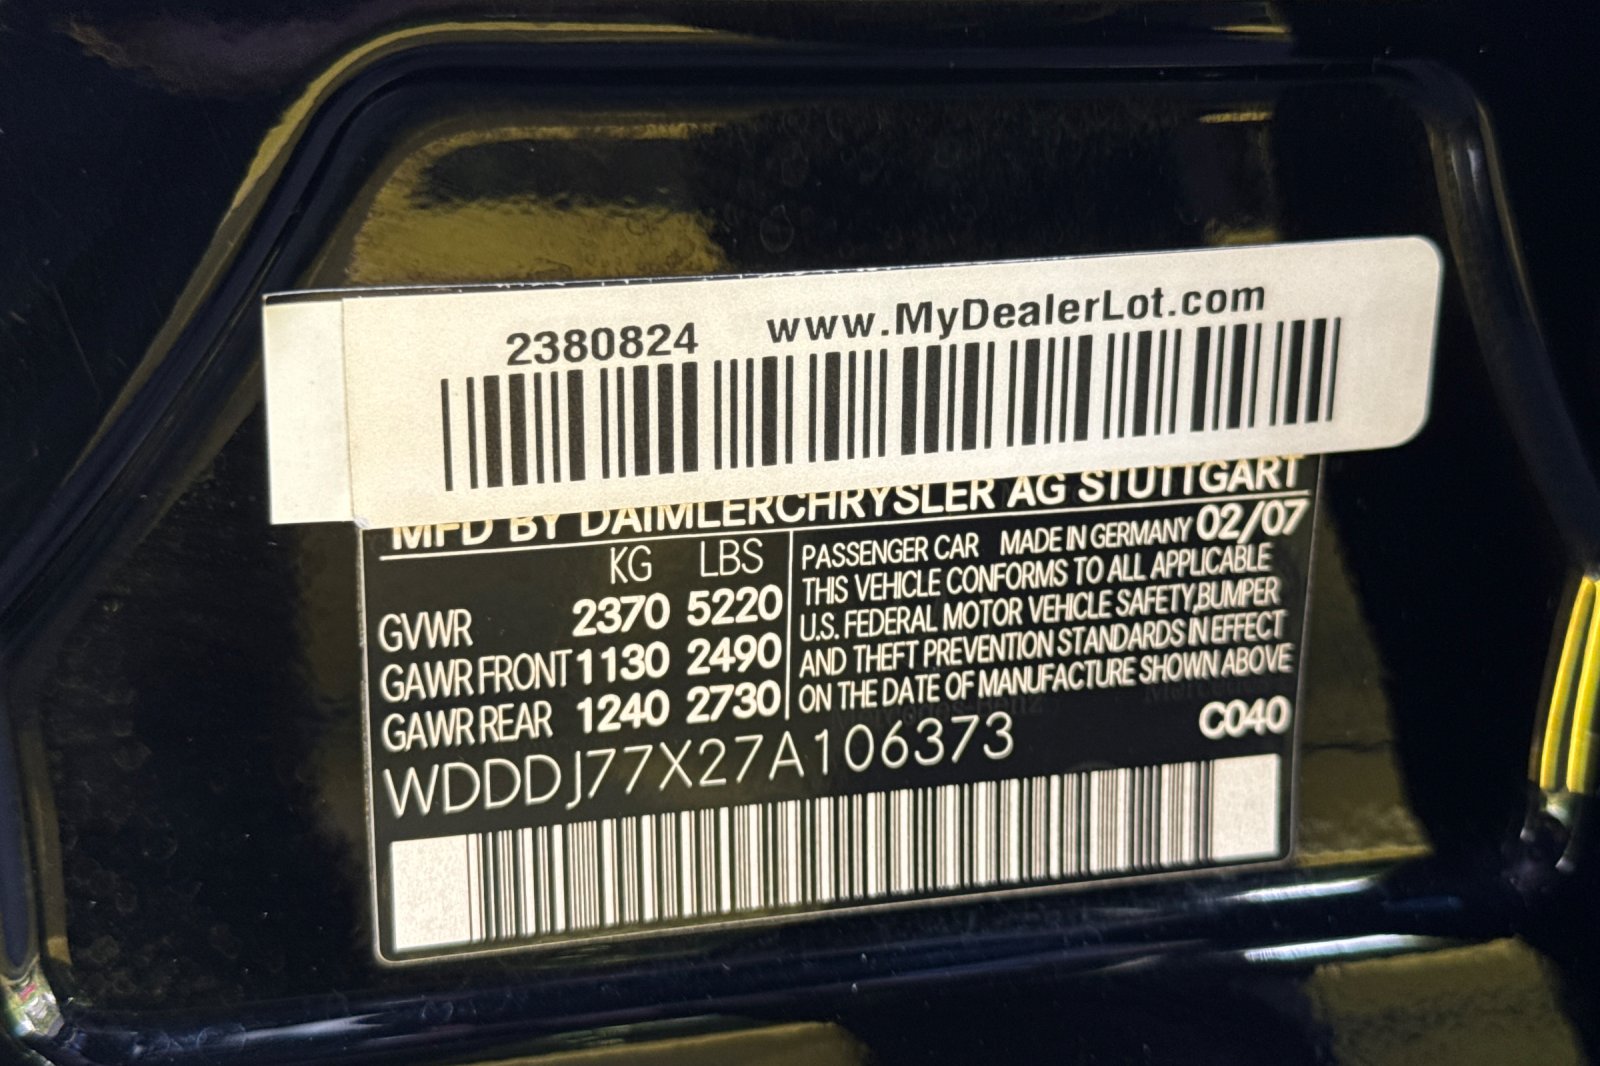 2380824 www.MyDealerLot.com
MFD BY DAIMLERCHRYSLER AG STUTTGART
KG LBS
GVWR 2370 5220
GAWR FRONT 1130 2490
GAWR REAR 1240 2730
PASSENGER CAR MADE IN GERMANY 02/07
THIS VEHICLE CONFORMS TO ALL APPLICABLE
U.S. FEDERAL MOTOR VEHICLE SAFETY,BUMPER
AND THEFT PREVENTION STANDARDS IN EFFECT
ON THE DATE OF MANUFACTURE SHOWN ABOVE
WDDDJ77X27A106373 C040